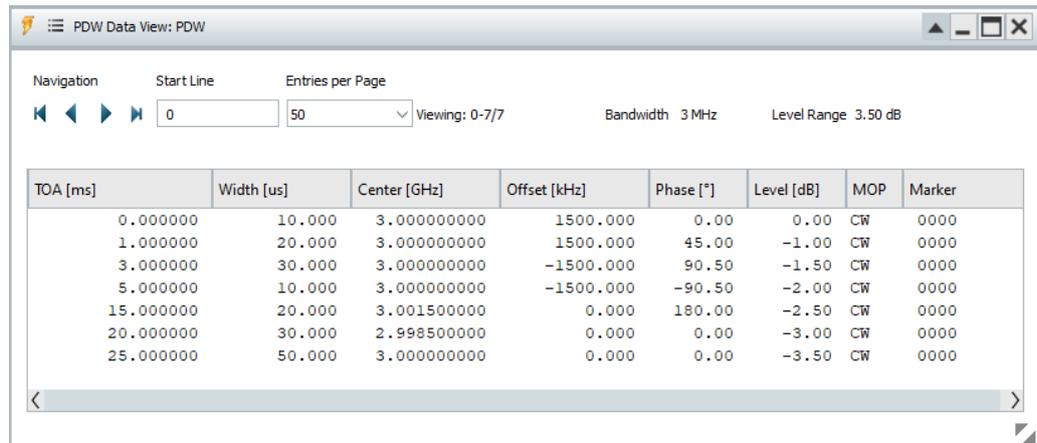 PDW Data View: PDW
Navigation Start Line Entries per Page
0 50 Viewing: 0-7/7 Bandwidth 3 MHz Level Range 3.50 dB
TOA [ms] Width [us] Center [GHz] Offset [kHz] Phase [°] Level [dB] MOP Marker
0.000000 10.000 3.000000000 1500.000 0.00 0.00 CW 0000
1.000000 20.000 3.000000000 1500.000 45.00 -1.00 CW 0000
3.000000 30.000 3.000000000 -1500.000 90.50 -1.50 CW 0000
5.000000 10.000 3.000000000 -1500.000 -90.50 -2.00 CW 0000
15.000000 20.000 3.001500000 0.000 180.00 -2.50 CW 0000
20.000000 30.000 2.998500000 0.000 0.00 -3.00 CW 0000
25.000000 50.000 3.000000000 0.000 0.00 -3.50 CW 0000